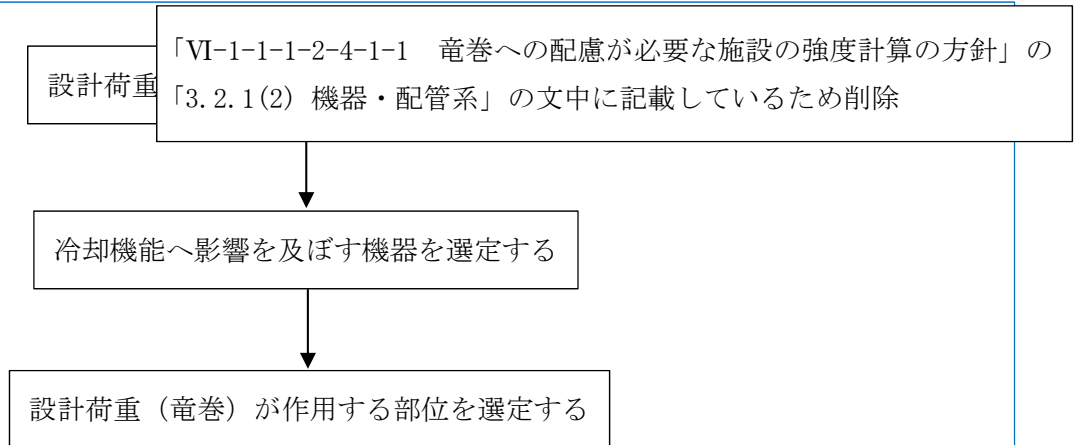 「Ⅵ-1-1-1-2-4-1-1　竜巻への配慮が必要な施設の強度計算の方針」の
「3.2.1(2) 機器・配管系」の文中に記載しているため削除
設計荷重
冷却機能へ影響を及ぼす機器を選定する
設計荷重（竜巻）が作用する部位を選定する